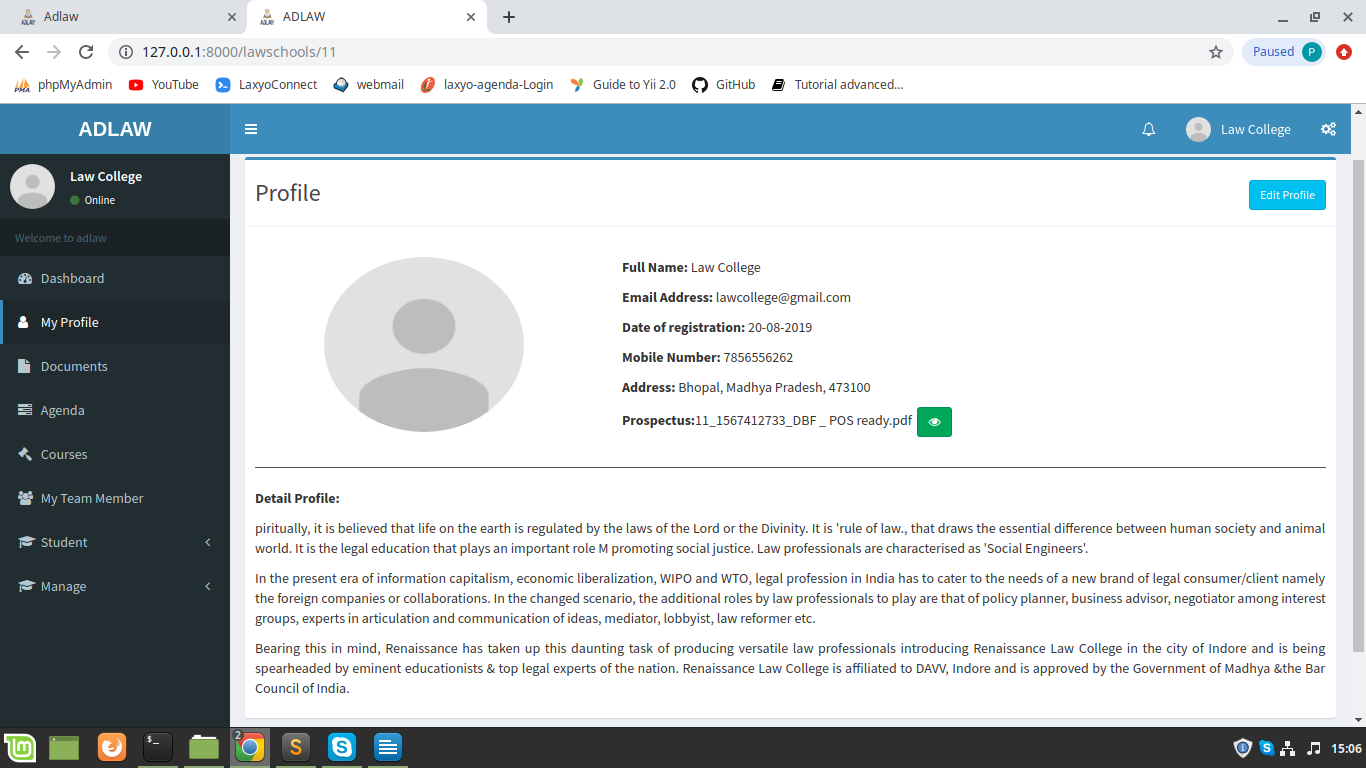 Adlaw
ADLAW
127.0.0.1:8000/lawschools/11
Paused P
phpMyAdmin YouTube LaxyoConnect webmail laxyo-agenda-Login Guide to Yii 2.0 GitHub Tutorial advanced...
ADLAW
Law College
Law College
Online
Welcome to adlaw
Dashboard
My Profile
Documents
Agenda
Courses
My Team Member
Student
Manage
Profile
Edit Profile
Full Name: Law College
Email Address: lawcollege@gmail.com
Date of registration: 20-08-2019
Mobile Number: 7856556262
Address: Bhopal, Madhya Pradesh, 473100
Prospectus:11_1567412733_DBF _ POS ready.pdf
Detail Profile:
piritually, it is believed that life on the earth is regulated by the laws of the Lord or the Divinity. It is 'rule of law., that draws the essential difference between human society and animal
world. It is the legal education that plays an important role M promoting social justice. Law professionals are characterised as 'Social Engineers'.
In the present era of information capitalism, economic liberalization, WIPO and WTO, legal profession in India has to cater to the needs of a new brand of legal consumer/client namely
the foreign companies or collaborations. In the changed scenario, the additional roles by law professionals to play are that of policy planner, business advisor, negotiator among interest
groups, experts in articulation and communication of ideas, mediator, lobbyist, law reformer etc.
Bearing this in mind, Renaissance has taken up this daunting task of producing versatile law professionals introducing Renaissance Law College in the city of Indore and is being
spearheaded by eminent educationists & top legal experts of the nation. Renaissance Law College is affiliated to DAVV, Indore and is approved by the Government of Madhya &the Bar
Council of India.
2
15:06